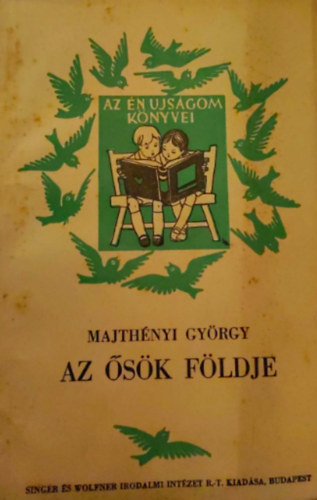 AZ ÉN UJSÁGOM
KÖNYVEI
MAJTHÉNYI GYÖRGY
AZ ŐSÖK FÖLDJE
SINGER ÉS WOLFNER IRODALMI INTÉZET R.-T. KIADÁSA, BUDAPEST